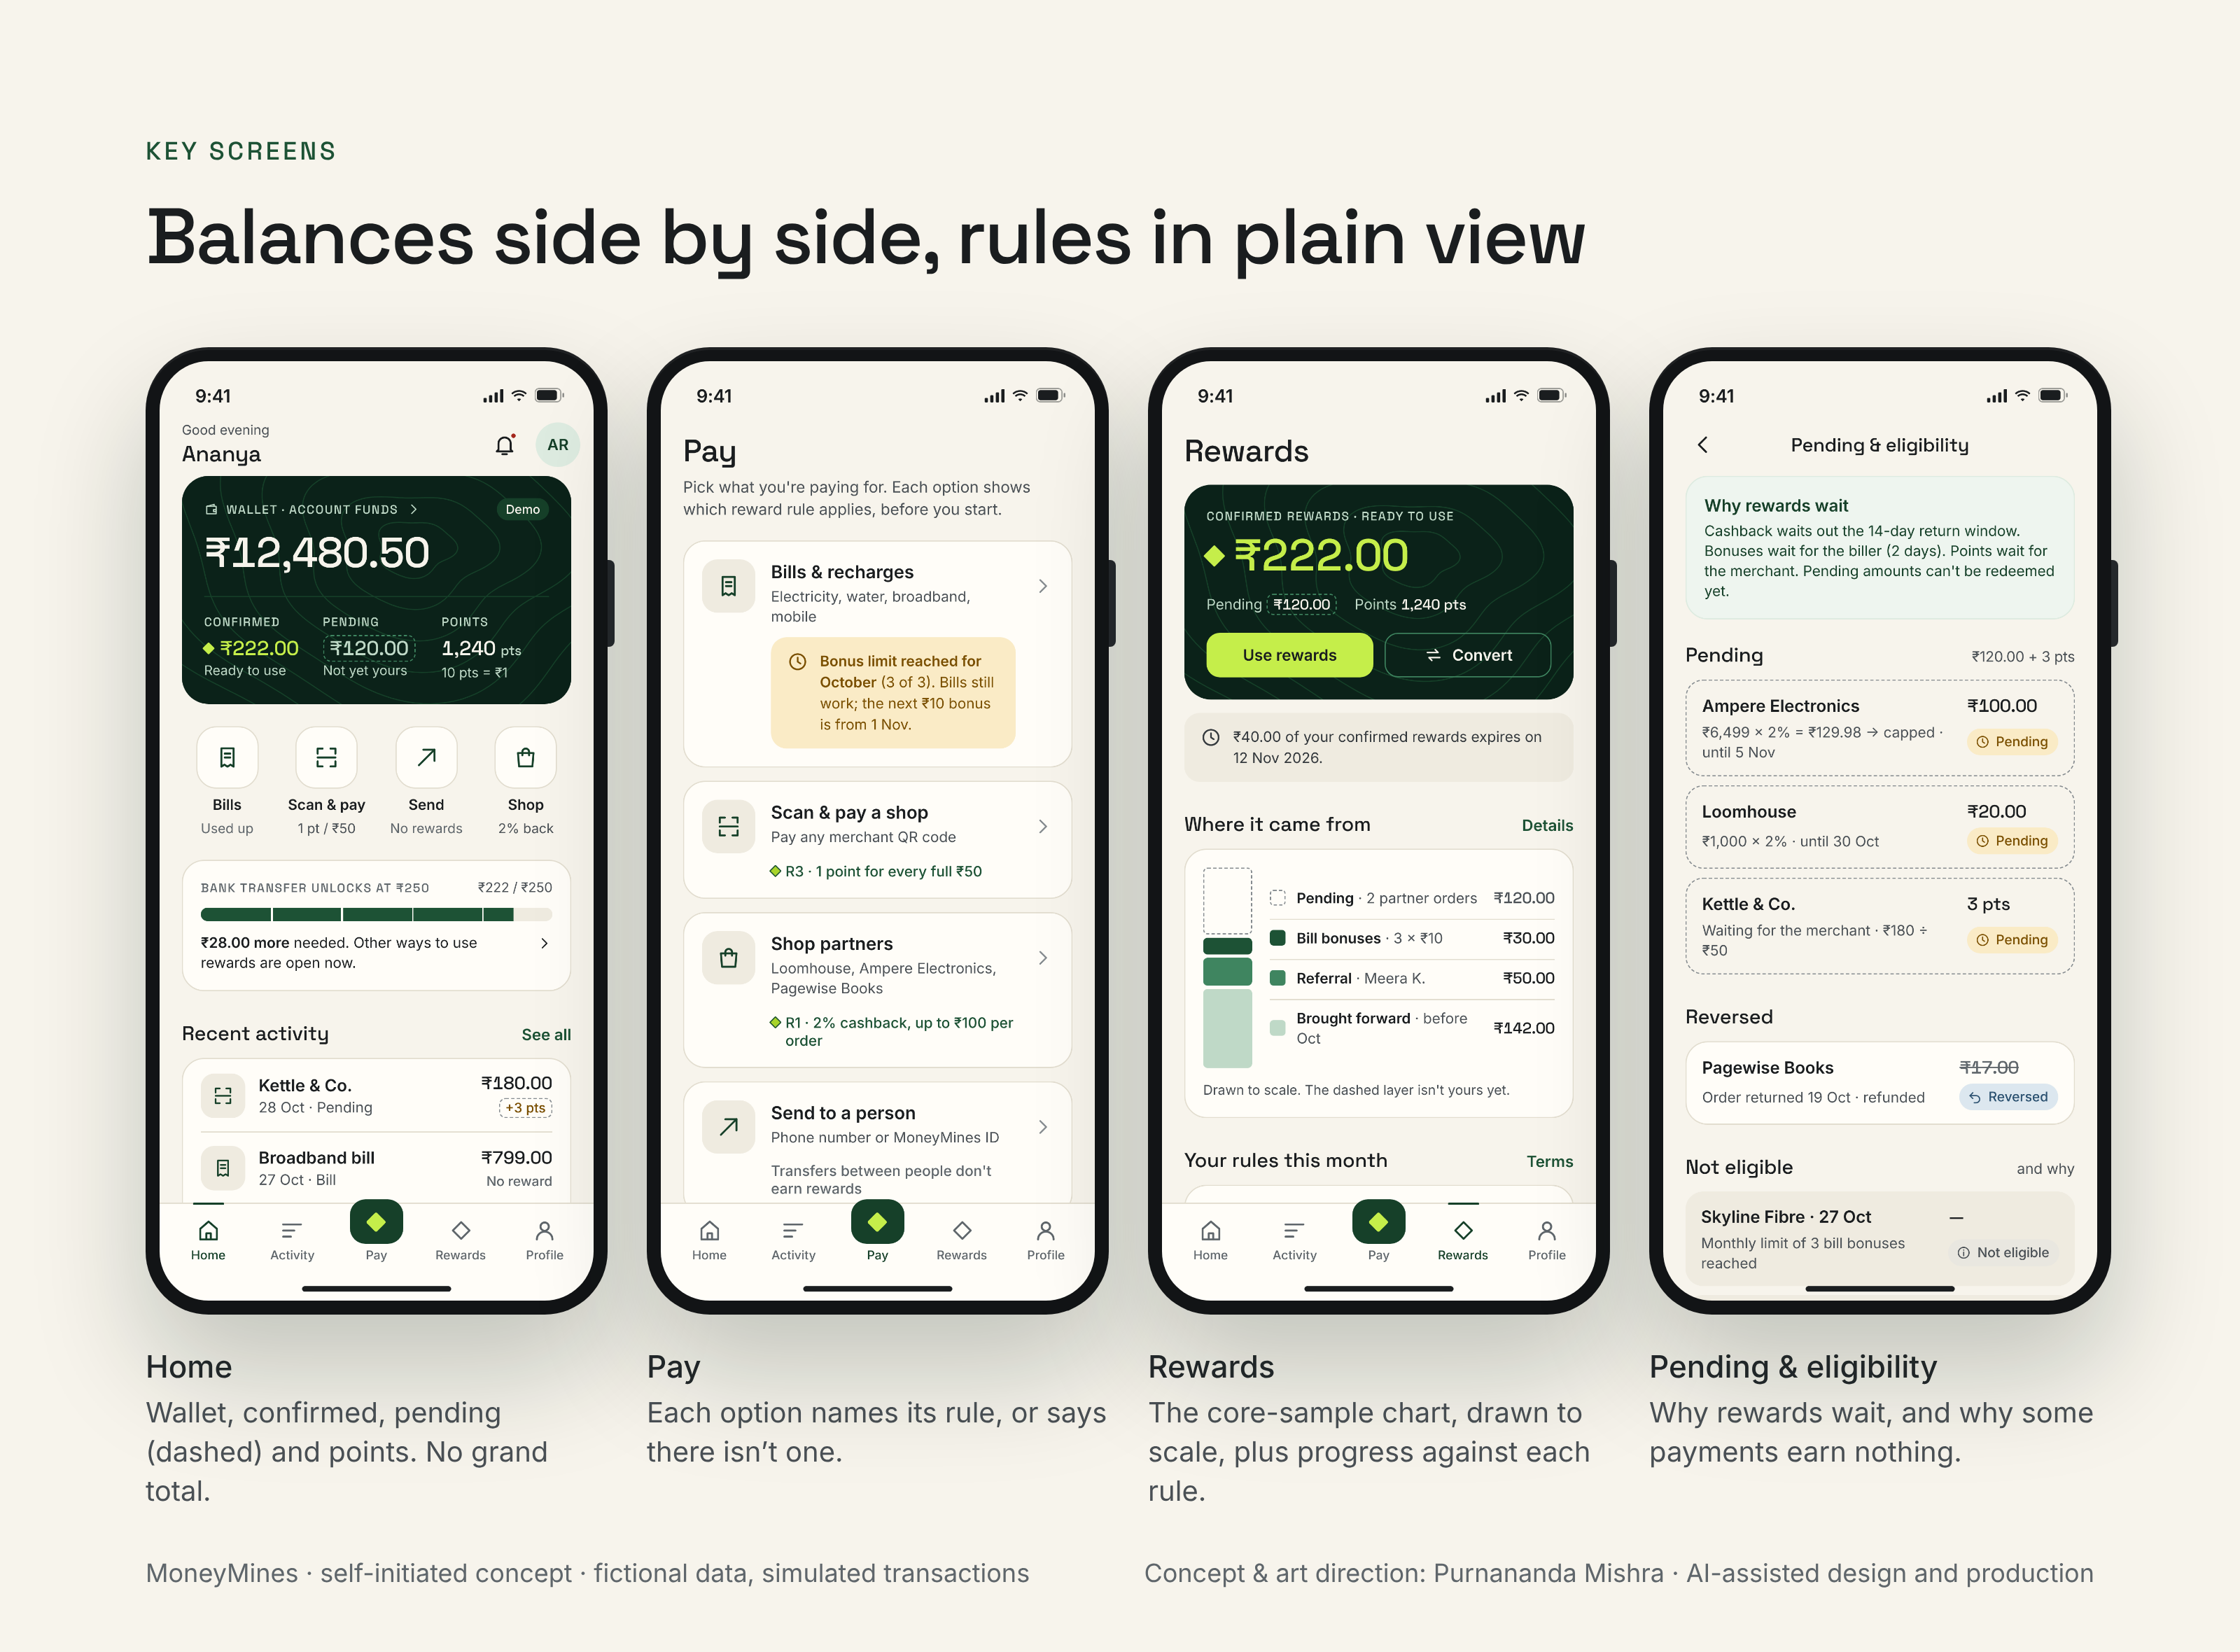 KEY SCREENS
Balances side by side, rules in plain view
9:41
Good evening
Ananya
AR
WALLET · ACCOUNT FUNDS
Demo
₹12,480.50
CONFIRMED
PENDING
POINTS
₹222.00
₹120.00
1,240 pts
Ready to use
Not yet yours
10 pts = ₹1
Bills
Scan & pay
Send
Shop
Used up
1 pt / ₹50
No rewards
2% back
BANK TRANSFER UNLOCKS AT ₹250
₹222 / ₹250
₹28.00 more needed. Other ways to use
rewards are open now.
Recent activity
See all
Kettle & Co.
₹180.00
28 Oct · Pending
+3 pts
Broadband bill
₹799.00
27 Oct · Bill
No reward
Home
Activity
Pay
Rewards
Profile
9:41
Pay
Pick what you're paying for. Each option shows
which reward rule applies, before you start.
Bills & recharges
Electricity, water, broadband,
mobile
Bonus limit reached for
October (3 of 3). Bills still
work; the next ₹10 bonus
is from 1 Nov.
Scan & pay a shop
Pay any merchant QR code
R3 · 1 point for every full ₹50
Shop partners
Loomhouse, Ampere Electronics,
Pagewise Books
R1 · 2% cashback, up to ₹100 per
order
Send to a person
Phone number or MoneyMines ID
Transfers between people don't
earn rewards
Home
Activity
Pay
Rewards
Profile
9:41
Rewards
CONFIRMED REWARDS · READY TO USE
₹222.00
Pending ₹120.00 Points 1,240 pts
Use rewards
Convert
₹40.00 of your confirmed rewards expires on
12 Nov 2026.
Where it came from
Details
Pending · 2 partner orders
₹120.00
Bill bonuses · 3 × ₹10
₹30.00
Referral · Meera K.
₹50.00
Brought forward · before
Oct
₹142.00
Drawn to scale. The dashed layer isn't yours yet.
Your rules this month
Terms
Home
Activity
Pay
Rewards
Profile
9:41
Pending & eligibility
Why rewards wait
Cashback waits out the 14-day return window.
Bonuses wait for the biller (2 days). Points wait for
the merchant. Pending amounts can't be redeemed
yet.
Pending
₹120.00 + 3 pts
Ampere Electronics
₹100.00
₹6,499 × 2% = ₹129.98 → capped ·
until 5 Nov
Pending
Loomhouse
₹20.00
₹1,000 × 2% · until 30 Oct
Pending
Kettle & Co.
3 pts
Waiting for the merchant · ₹180 ÷
₹50
Pending
Reversed
Pagewise Books
₹17.00
Order returned 19 Oct · refunded
Reversed
Not eligible
and why
Skyline Fibre · 27 Oct
—
Monthly limit of 3 bill bonuses
reached
Not eligible
Home
Wallet, confirmed, pending
(dashed) and points. No grand
total.
Pay
Each option names its rule, or says
there isn’t one.
Rewards
The core-sample chart, drawn to
scale, plus progress against each
rule.
Pending & eligibility
Why rewards wait, and why some
payments earn nothing.
MoneyMines · self-initiated concept · fictional data, simulated transactions
Concept & art direction: Purnananda Mishra · AI-assisted design and production